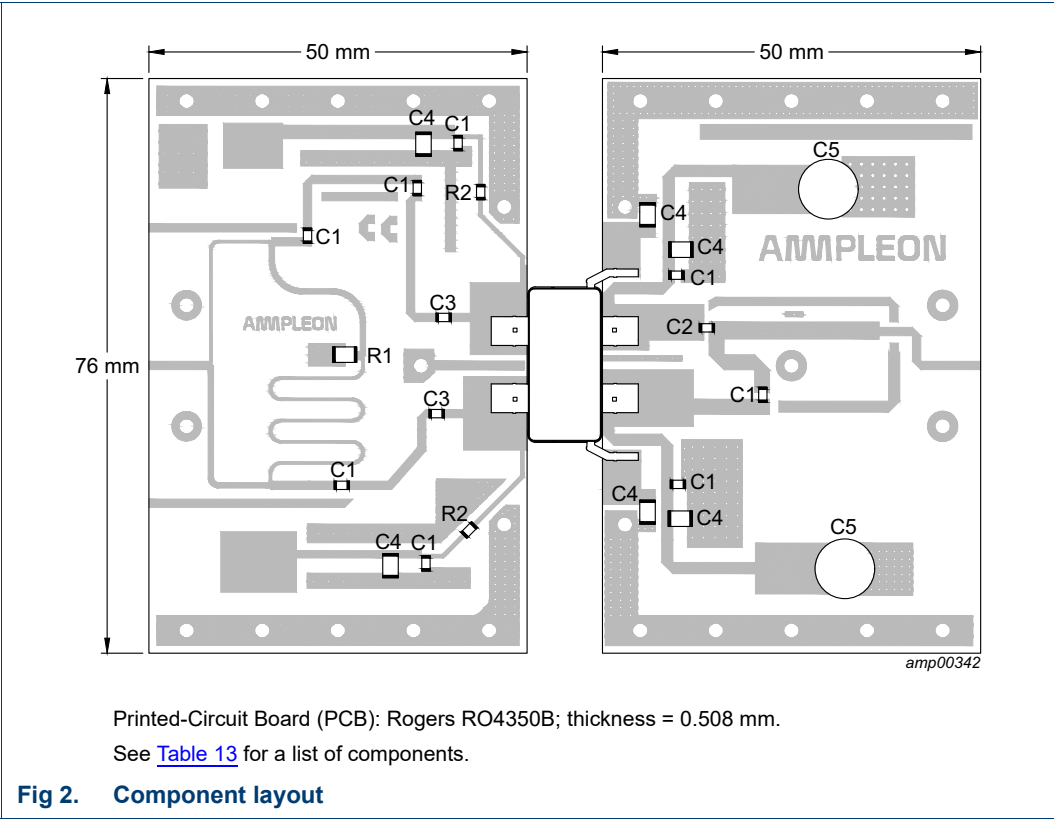 50 mm
50 mm
C4 C1
C5
C1 R2
C4
C1
C4
AMPLEON
C1
C3
C2
AMPLEON
76 mm
R1
C3
C1
C1
C1
C4
R2
C4
C4 C1
C5
amp00342
Printed-Circuit Board (PCB): Rogers RO4350B; thickness = 0.508 mm.
See Table 13 for a list of components.
Fig 2. Component layout